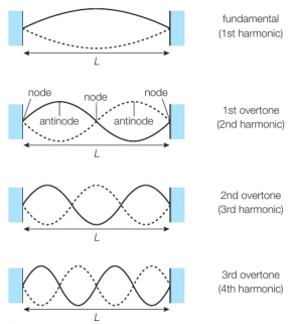 fundamental
(1st harmonic)
L
node
node
node
antinode
antinode
1st overtone
(2nd harmonic)
L
2nd overtone
(3rd harmonic)
L
3rd overtone
(4th harmonic)
L